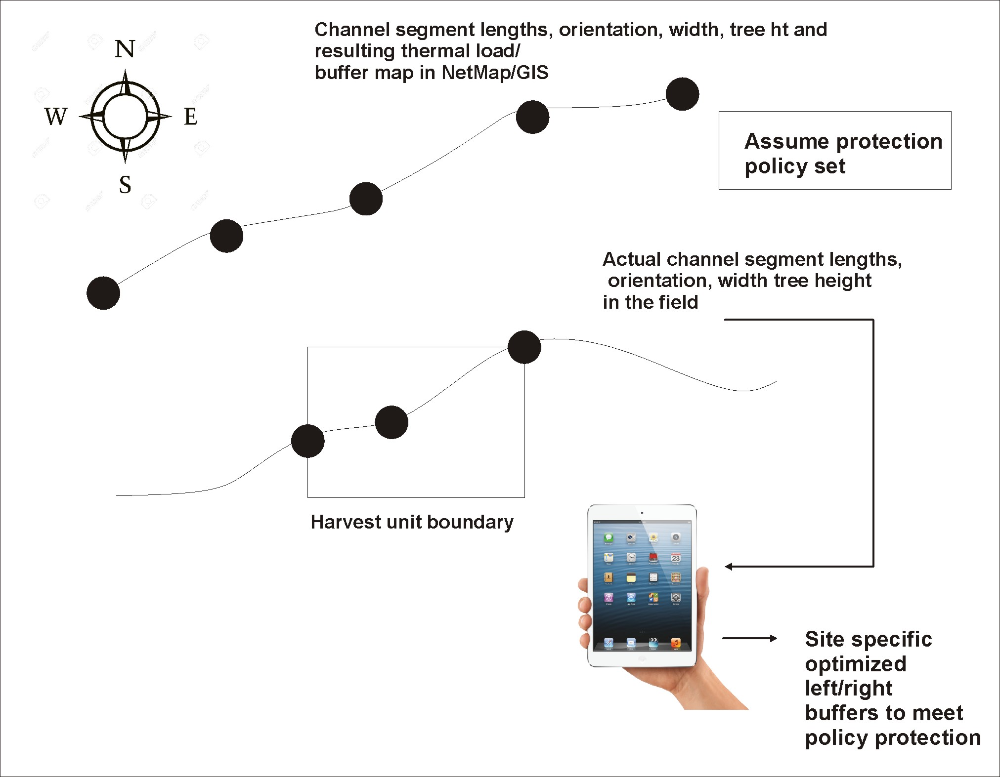 N
W
E
S
Channel segment lengths, orientation, width, tree ht and
resulting thermal load/
buffer map in NetMap/GIS
Assume protection
policy set
Actual channel segment lengths,
orientation, width tree height
in the field
Harvest unit boundary
23
Site specific
optimized
left/right
buffers to meet
policy protection